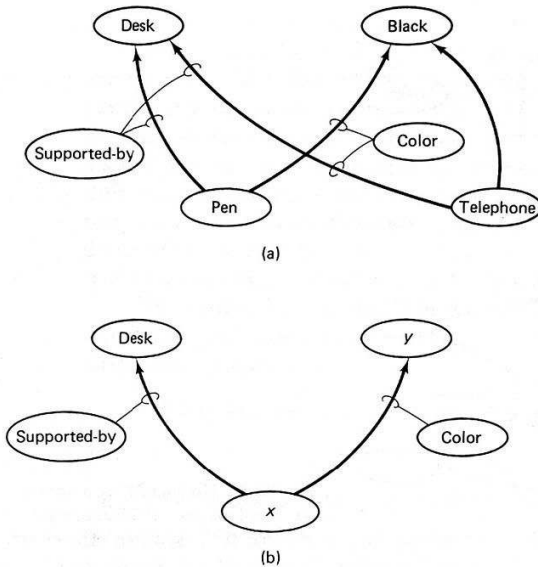 Desk
Black
Supported-by
Color
Pen
Telephone
(a)
Desk
y
Supported-by
Color
x
(b)